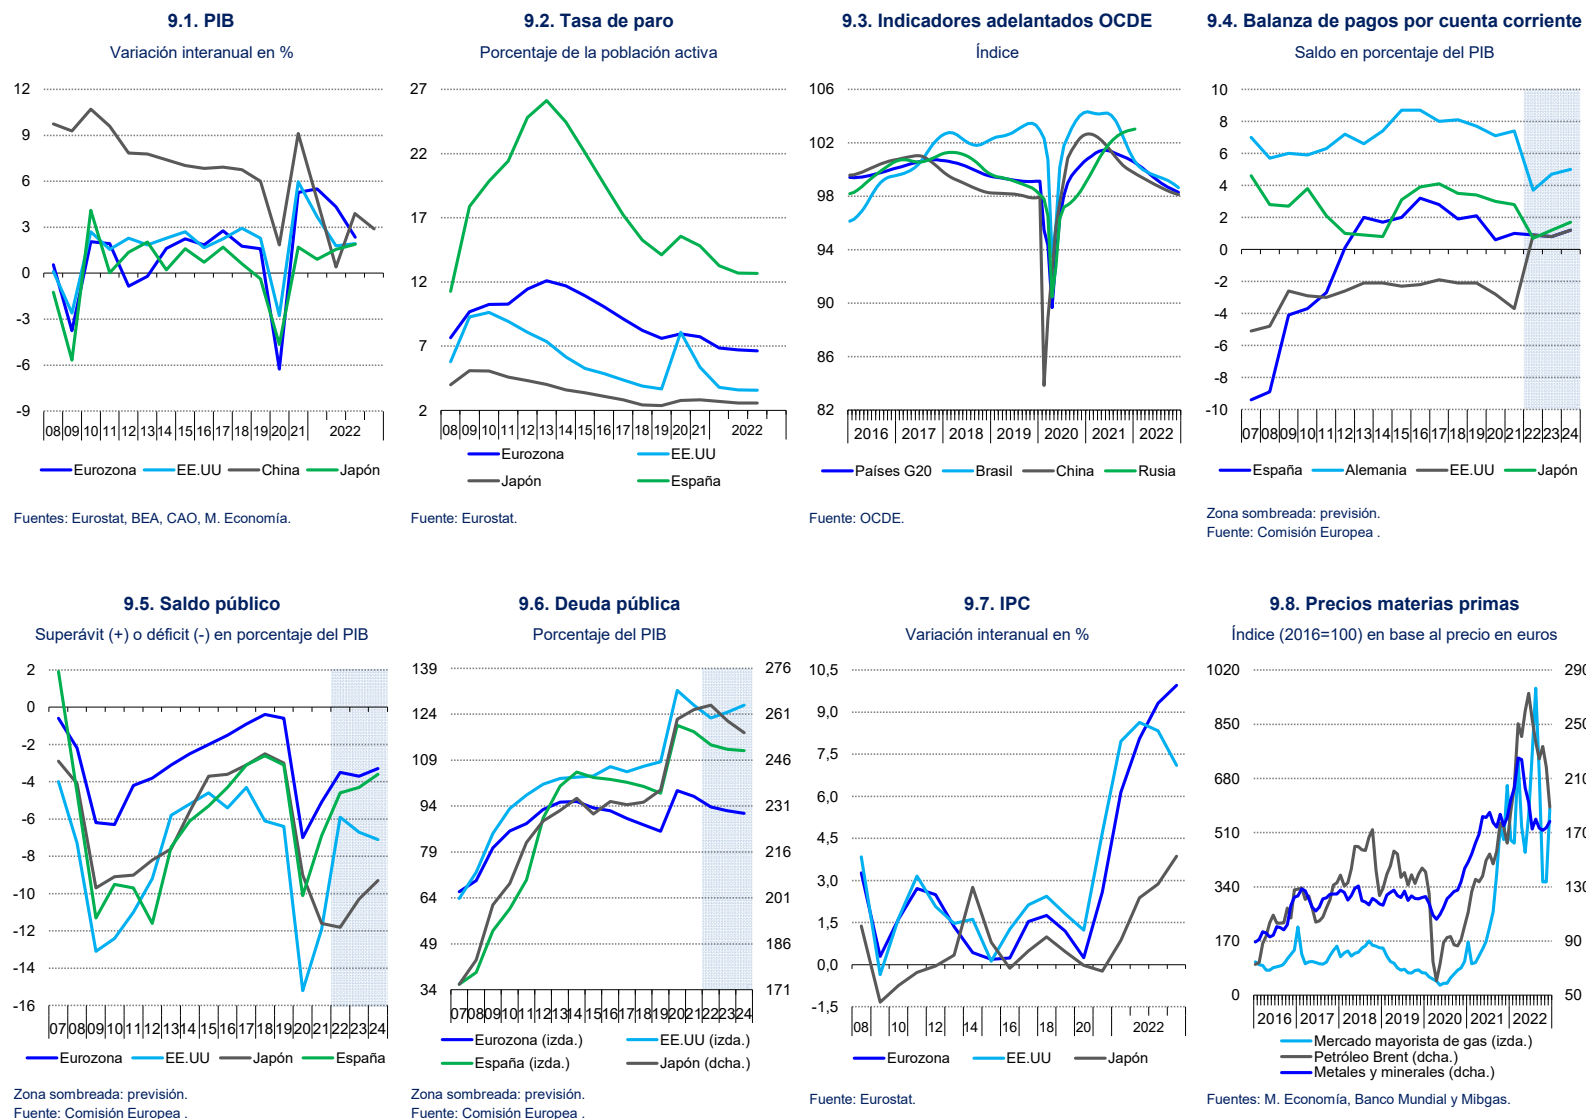 9.1. PIB
Variación interanual en %
12
9
6
3
0
-3
-6
-9
08 09 10 11 12 13 14 15 16 17 18 19 20 21 2022
Eurozona EE.UU China Japón
Fuentes: Eurostat, BEA, CAO, M. Economía.
9.2. Tasa de paro
Porcentaje de la población activa
27
22
17
12
7
2
08 09 10 11 12 13 14 15 16 17 18 19 20 21 2022
Eurozona EE.UU
Japón España
Fuente: Eurostat.
9.3. Indicadores adelantados OCDE
Índice
106
102
98
94
90
86
82
2016 2017 2018 2019 2020 2021 2022
Países G20 Brasil China Rusia
Fuente: OCDE.
9.4. Balanza de pagos por cuenta corriente
Saldo en porcentaje del PIB
10
8
6
4
2
0
-2
-4
-6
-8
-10
07 08 09 10 11 12 13 14 15 16 17 18 19 20 21 22 23 24
España Alemania EE.UU Japón
Zona sombreada: previsión.
Fuente: Comisión Europea .
9.5. Saldo público
Superávit (+) o déficit (-) en porcentaje del PIB
2
0
-2
-4
-6
-8
-10
-12
-14
-16
07 08 09 10 11 12 13 14 15 16 17 18 19 20 21 22 23 24
Eurozona EE.UU Japón España
Zona sombreada: previsión.
Fuente: Comisión Europea .
9.6. Deuda pública
Porcentaje del PIB
139 276
124 261
109 246
94 231
79 216
64 201
49 186
34 171
07 08 09 10 11 12 13 14 15 16 17 18 19 20 21 22 23 24
Eurozona (izda.) EE.UU (izda.)
España (izda.) Japón (dcha.)
Zona sombreada: previsión.
Fuente: Comisión Europea .
9.7. IPC
Variación interanual en %
10,5
9,0
7,5
6,0
4,5
3,0
1,5
0,0
-1,5
08 10 12 14 16 18 20 2022
Eurozona EE.UU Japón
Fuente: Eurostat.
9.8. Precios materias primas
Índice (2016=100) en base al precio en euros
1020 290
850 250
680 210
510 170
340 130
170 90
0 50
2016 2017 2018 2019 2020 2021 2022
Mercado mayorista de gas (izda.)
Petróleo Brent (dcha.)
Metales y minerales (dcha.)
Fuentes: M. Economía, Banco Mundial y Mibgas.